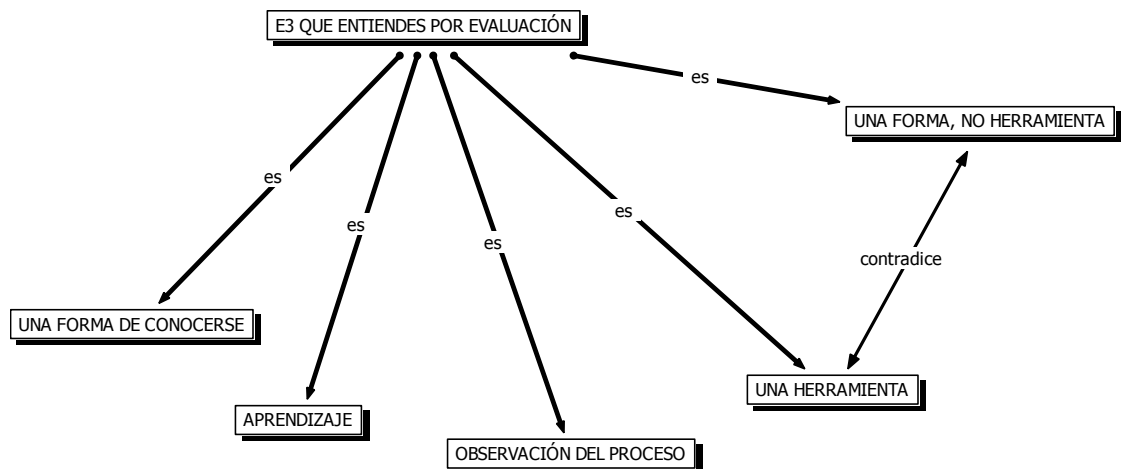 E3 QUE ENTIENDES POR EVALUACIÓN
es
UNA FORMA, NO HERRAMIENTA
es
es
es
es
contradice
UNA FORMA DE CONOCERSE
UNA HERRAMIENTA
APRENDIZAJE
OBSERVACIÓN DEL PROCESO